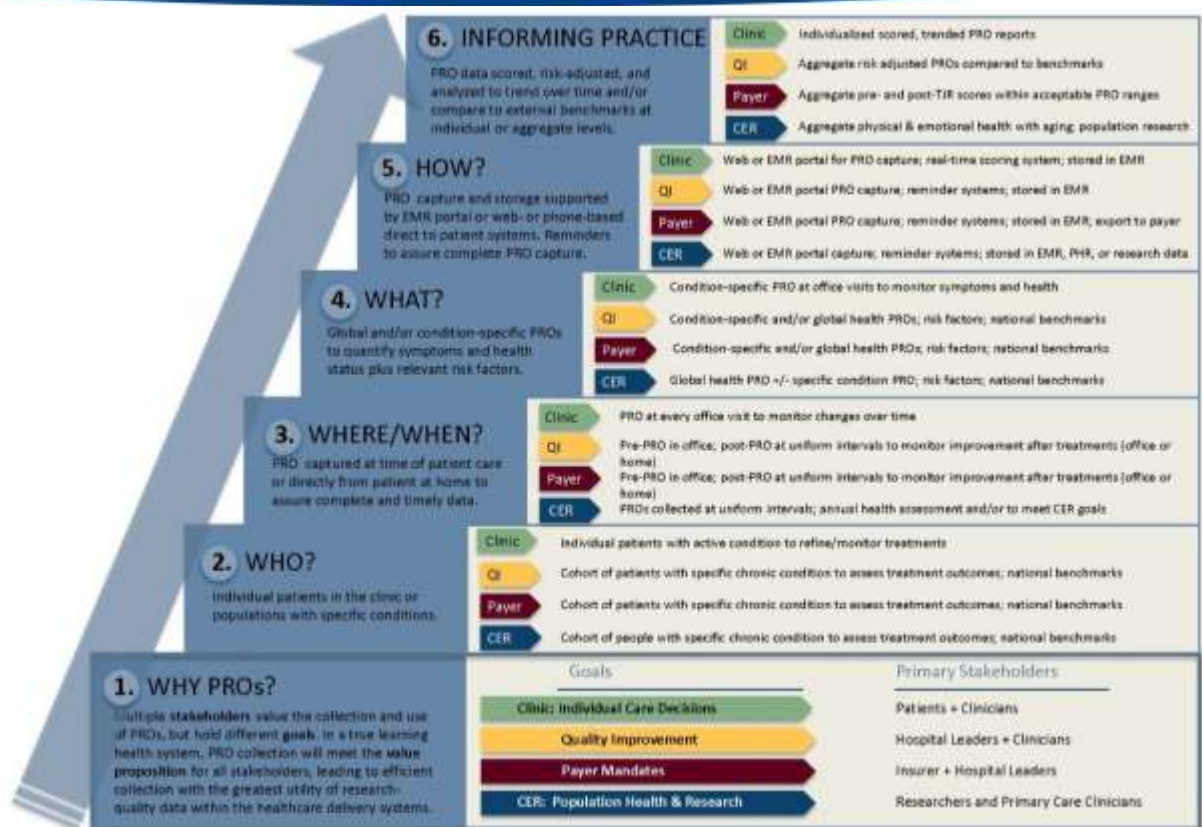 6. INFORMING PRACTICE
PRO data scored, risk-adjusted, and
analyzed to trend over time and/or
compare to external benchmarks at
individual or aggregate levels.
Clinic
Individualized scored, trended PRO reports
QI
Aggregate risk adjusted PROs compared to benchmarks
Payer
Aggregate pre- and post-TJR scores within acceptable PRO ranges
CER
Aggregate physical & emotional health with aging; population research
5. HOW?
PRO capture and storage supported
by EMR portal or web- or phone-based
direct to patient systems. Reminders
to assure complete PRO capture.
Clinic
Web or EMR portal for PRO capture; real-time scoring system; stored in EMR
QI
Web or EMR portal PRO capture; reminder systems; stored in EMR
Payer
Web or EMR portal PRO capture; reminder systems; stored in EMR; export to payer
CER
Web or EMR portal capture; reminder systems; stored in EMR, PHR, or research data
4. WHAT?
Global and/or condition-specific PROs
to quantify symptoms and health
status plus relevant risk factors.
Clinic
Condition-specific PRO at office visits to monitor symptoms and health
QI
Condition-specific and/or global health PROs; risk factors; national benchmarks
Payer
Condition-specific and/or global health PROs; risk factors; national benchmarks
CER
Global health PRO +/- specific condition PRO; risk factors; national benchmarks
3. WHERE/WHEN?
PRO captured at time of patient care
or directly from patient at home to
assure complete and timely data.
Clinic
PRO at every office visit to monitor changes over time
QI
Pre-PRO in office; post-PRO at uniform intervals to monitor improvement after treatments (office or
home)
Payer
Pre-PRO in office; post-PRO at uniform intervals to monitor improvement after treatments (office or
home)
CER
PROs collected at uniform intervals; annual health assessment and/or to meet CER goals
2. WHO?
Individual patients in the clinic or
populations with specific conditions.
Clinic
Individual patients with active condition to refine/monitor treatments
QI
Cohort of patients with specific chronic condition to assess treatment outcomes; national benchmarks
Payer
Cohort of patients with specific chronic condition to assess treatment outcomes; national benchmarks
CER
Cohort of people with specific chronic condition to assess treatment outcomes; national benchmarks
1. WHY PROs?
Multiple stakeholders value the collection and use
of PROs, but hold different goals. In a true learning
health system, PRO collection will meet the value
proposition for all stakeholders, leading to efficient
collection with the greatest utility of research-
quality data within the healthcare delivery systems.
Goals
Primary Stakeholders
Clinic: Individual Care Decisions
Patients + Clinicians
Quality Improvement
Hospital Leaders + Clinicians
Payer Mandates
Insurer + Hospital Leaders
CER: Population Health & Research
Researchers and Primary Care Clinicians